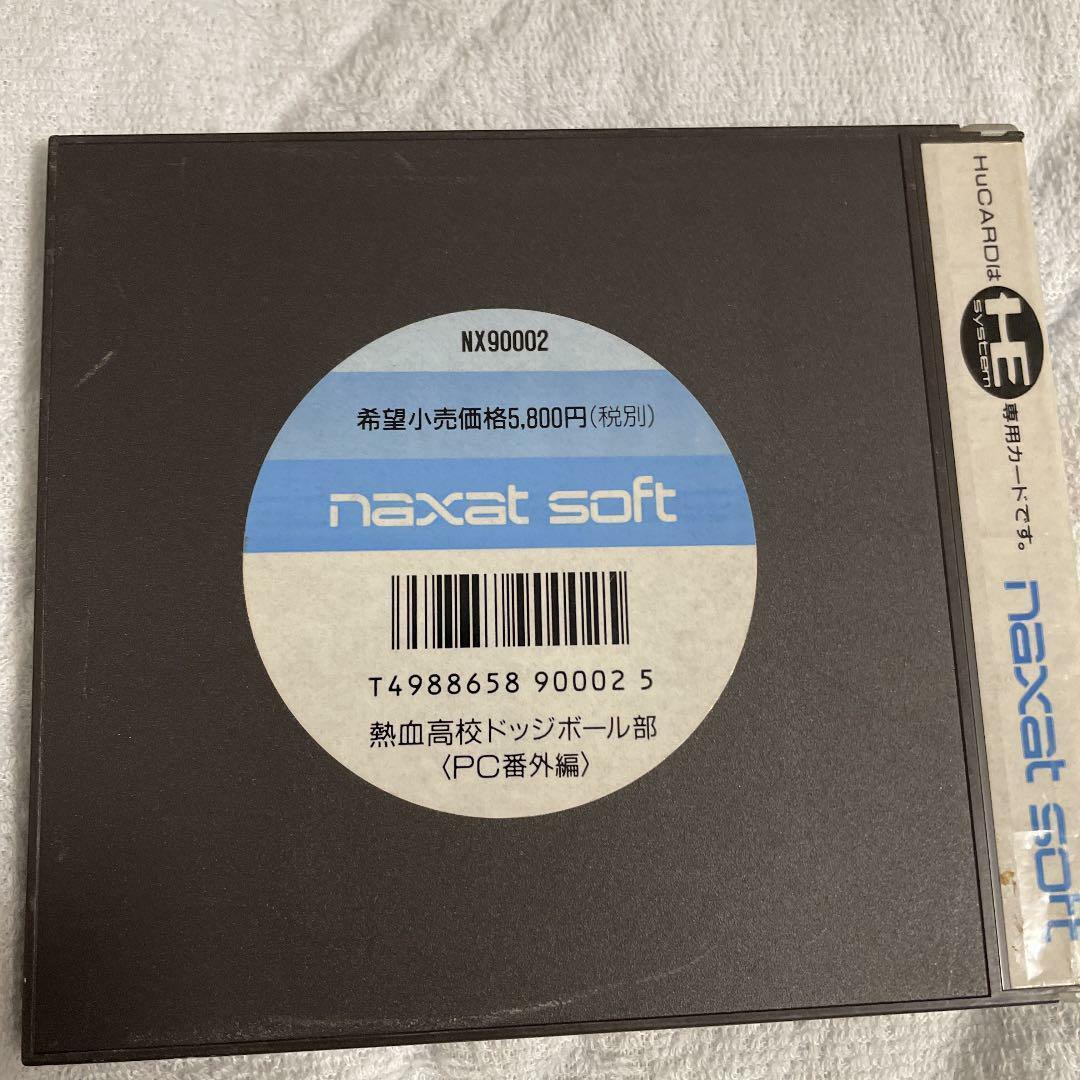 NX90002
希望小売価格5,800円(税別)
naxat soft
T4988658 90002 5
熱血高校ドッジボール部
〈PC番外編〉
HuCARDは HE system 専用カードです。
naxat soft